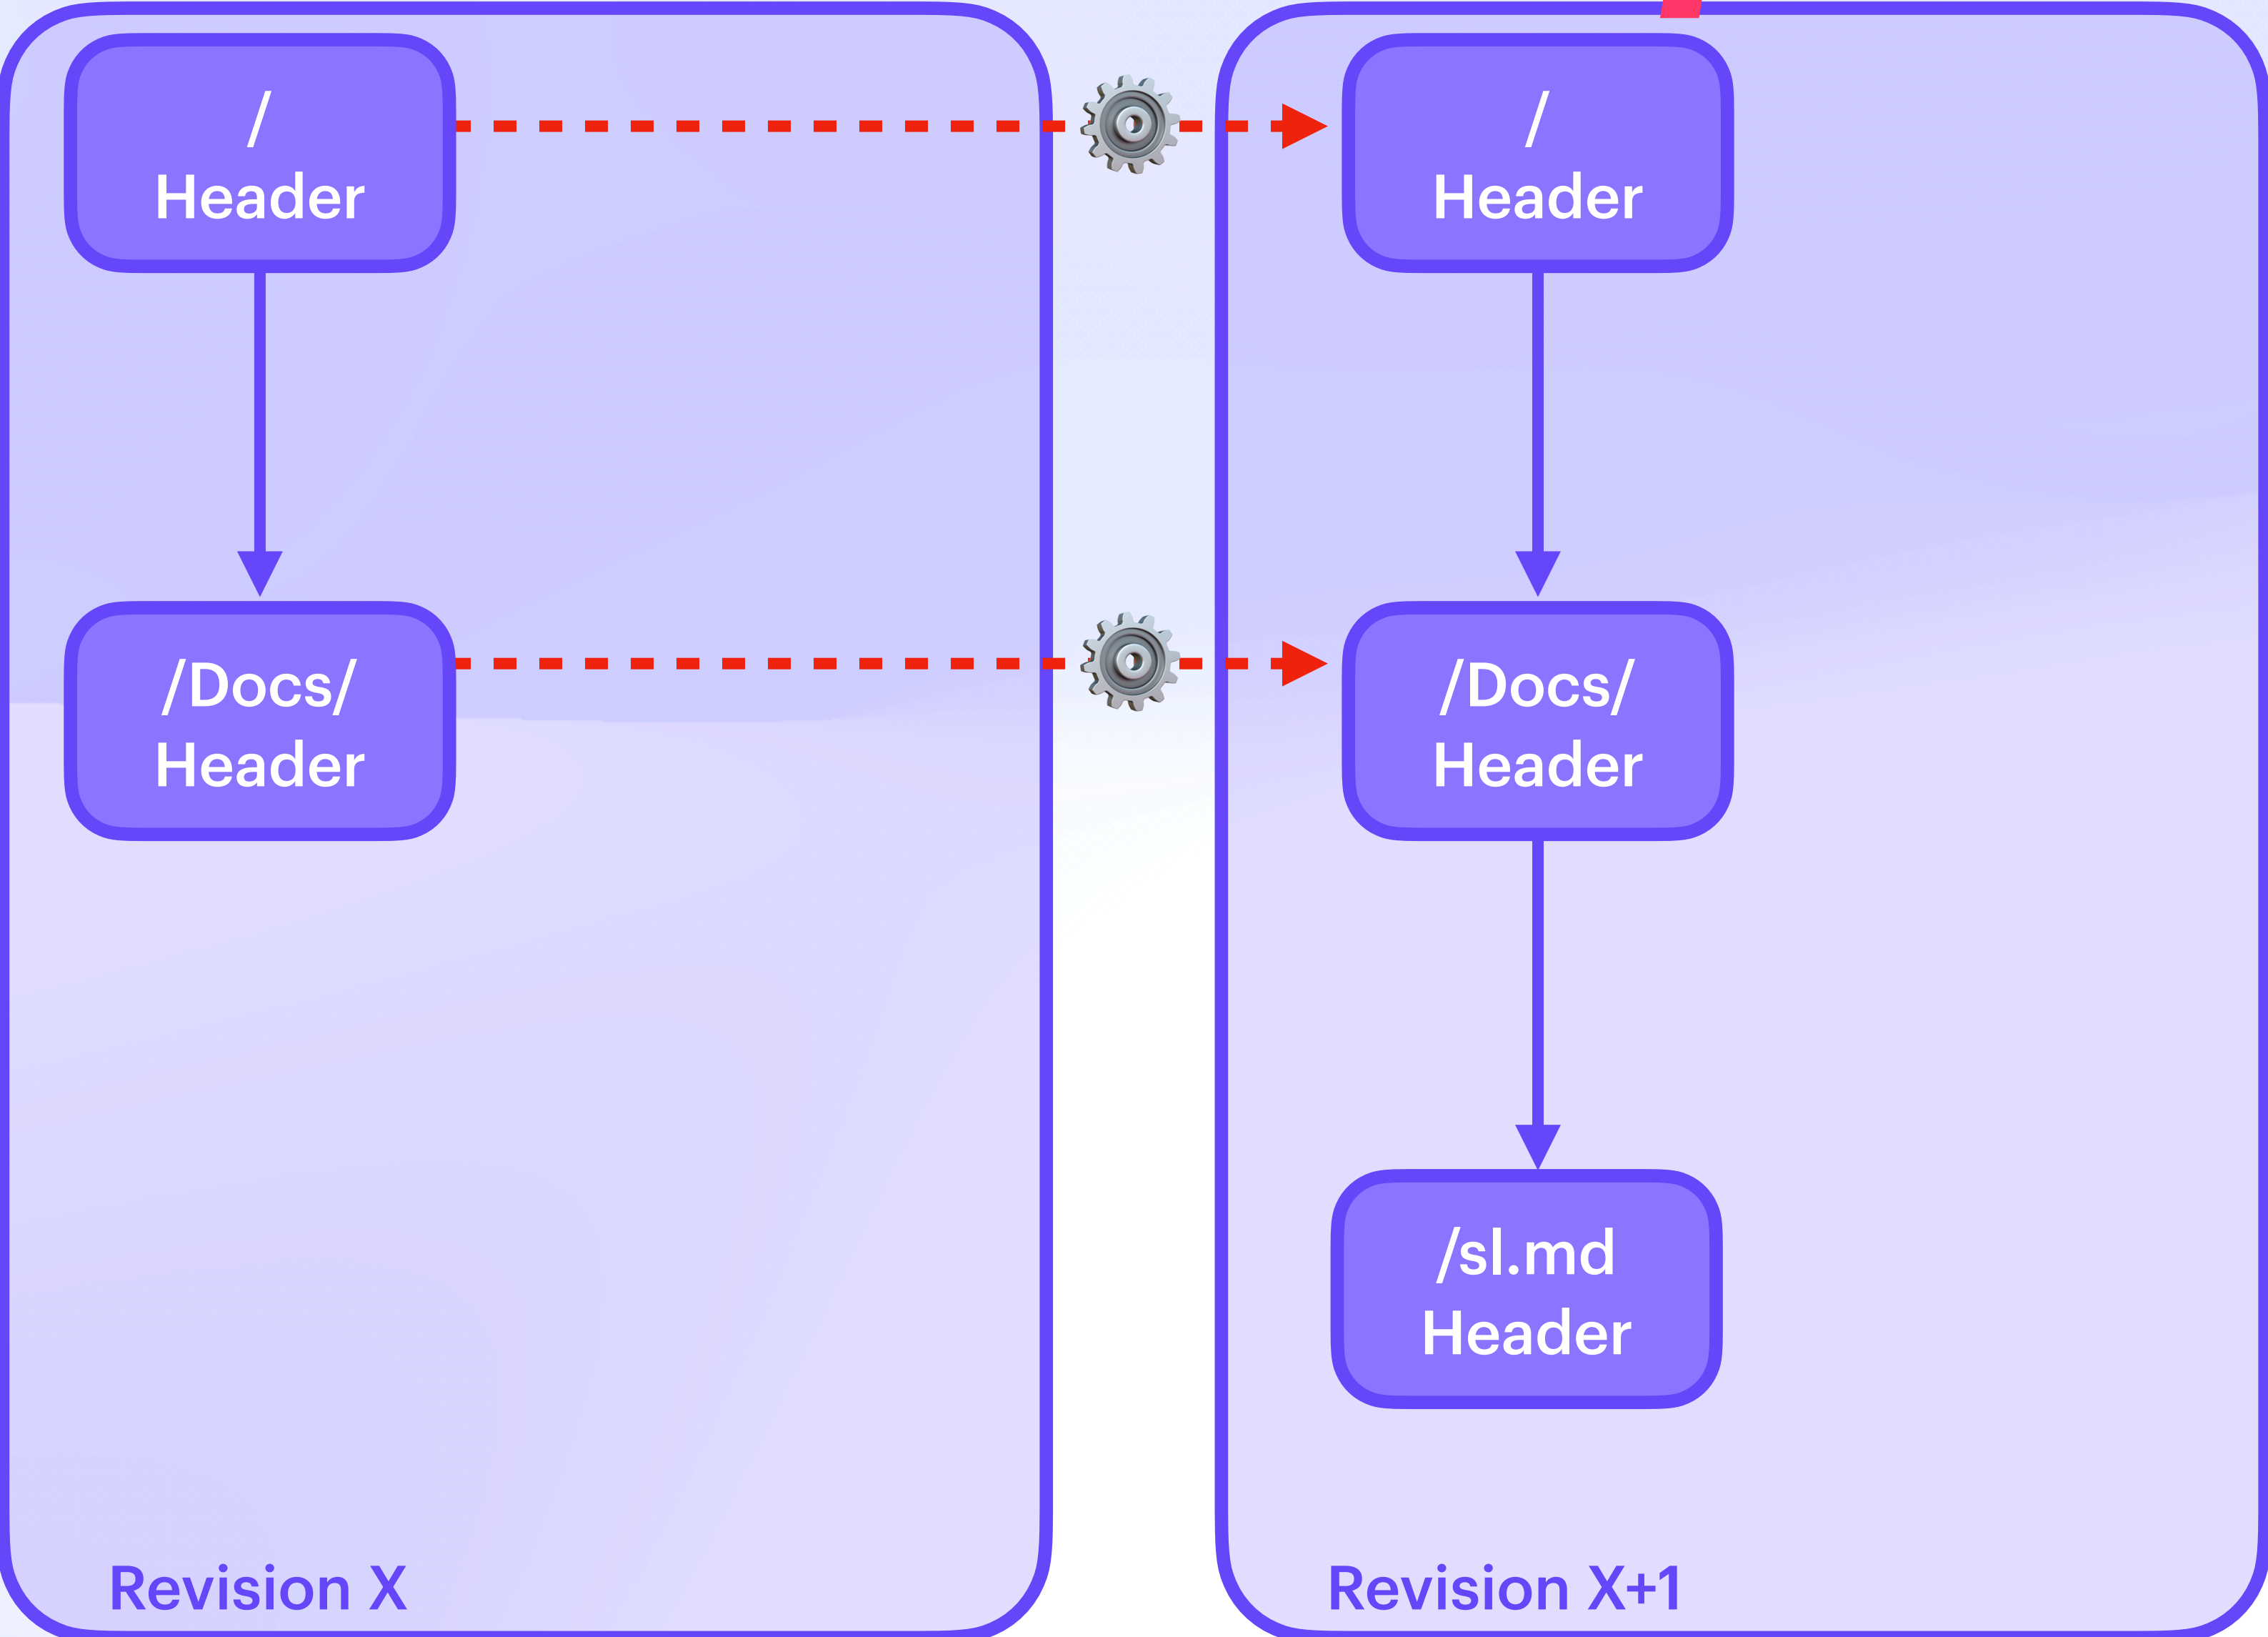 /
Header
/Docs/
Header
Revision X
/
Header
/Docs/
Header
/sl.md
Header
Revision X+1